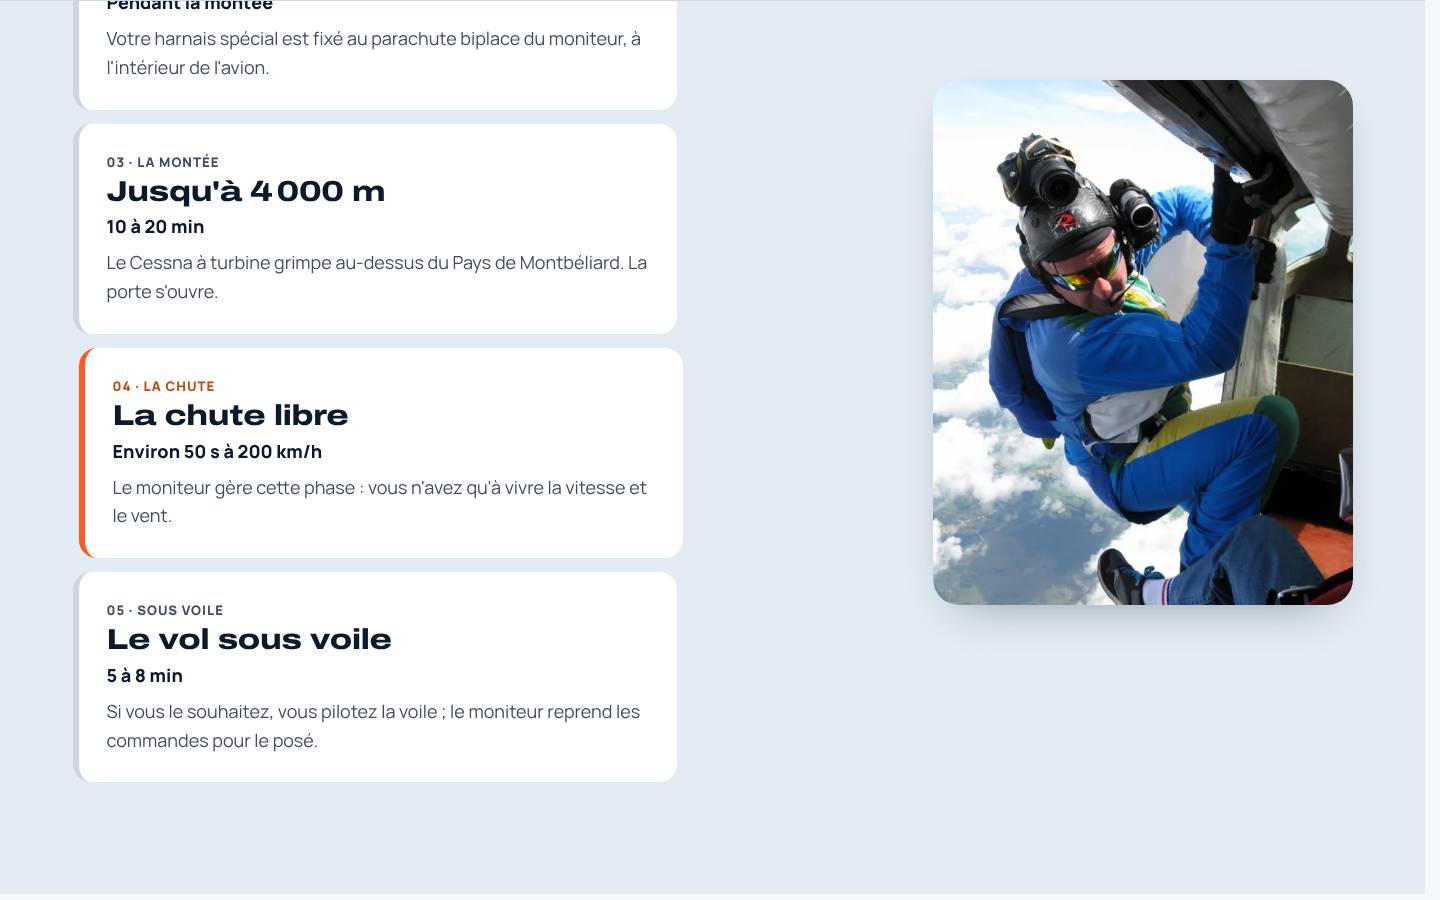 Pendant la montée
Votre harnais spécial est fixé au parachute biplace du moniteur, à
l'intérieur de l'avion.
03 · LA MONTÉE
Jusqu'à 4 000 m
10 à 20 min
Le Cessna à turbine grimpe au-dessus du Pays de Montbéliard. La
porte s'ouvre.
04 · LA CHUTE
La chute libre
Environ 50 s à 200 km/h
Le moniteur gère cette phase : vous n'avez qu'à vivre la vitesse et
le vent.
05 · SOUS VOILE
Le vol sous voile
5 à 8 min
Si vous le souhaitez, vous pilotez la voile ; le moniteur reprend les
commandes pour le posé.